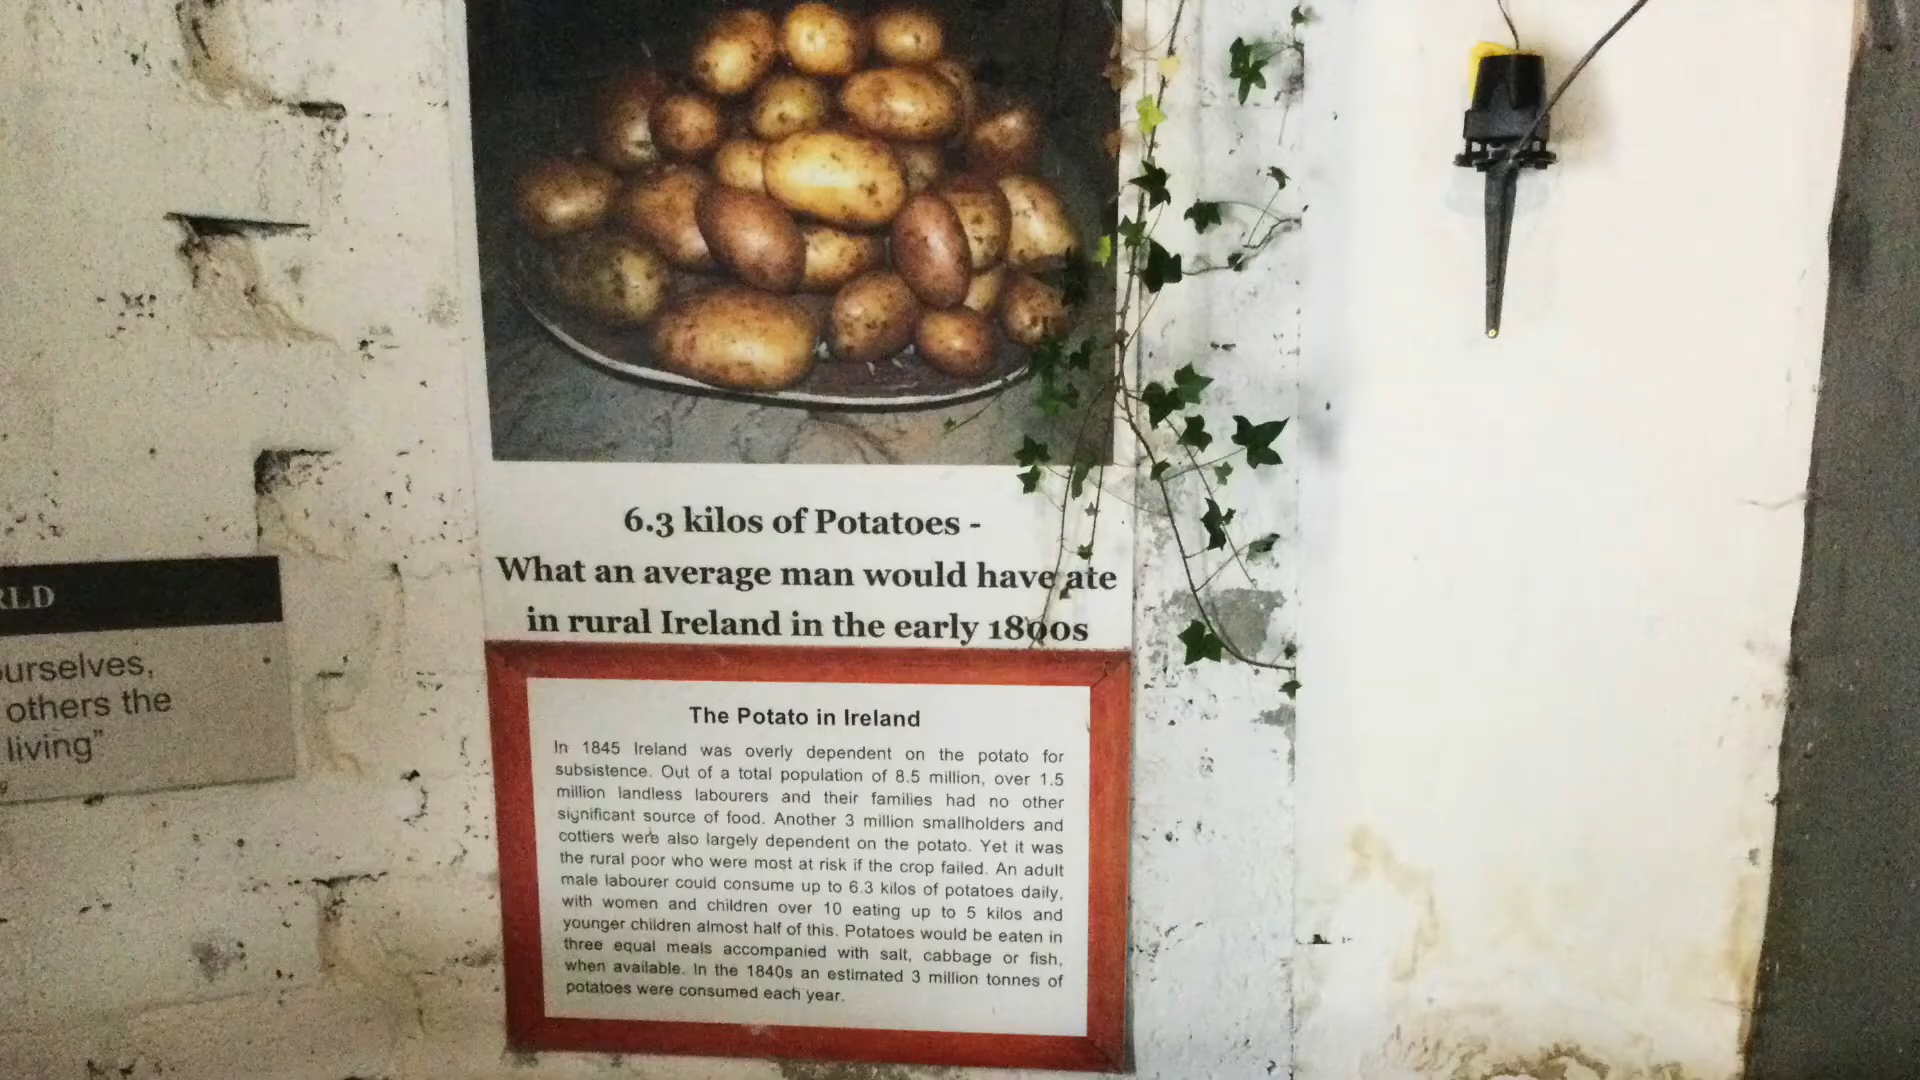 6.3 kilos of Potatoes -
What an average man would have ate
in rural Ireland in the early 1800s
The Potato in Ireland
In 1845 Ireland was overly dependent on the potato for
subsistence. Out of a total population of 8.5 million, over 1.5
million landless labourers and their families had no other
significant source of food. Another 3 million smallholders and
cottiers were also largely dependent on the potato. Yet it was
the rural poor who were most at risk if the crop failed. An adult
male labourer could consume up to 6.3 kilos of potatoes daily,
with women and children over 10 eating up to 5 kilos and
younger children almost half of this. Potatoes would be eaten in
three equal meals accompanied with salt, cabbage or fish,
when available. In the 1840s an estimated 3 million tonnes of
potatoes were consumed each year.
RLD
ourselves,
others the
living”